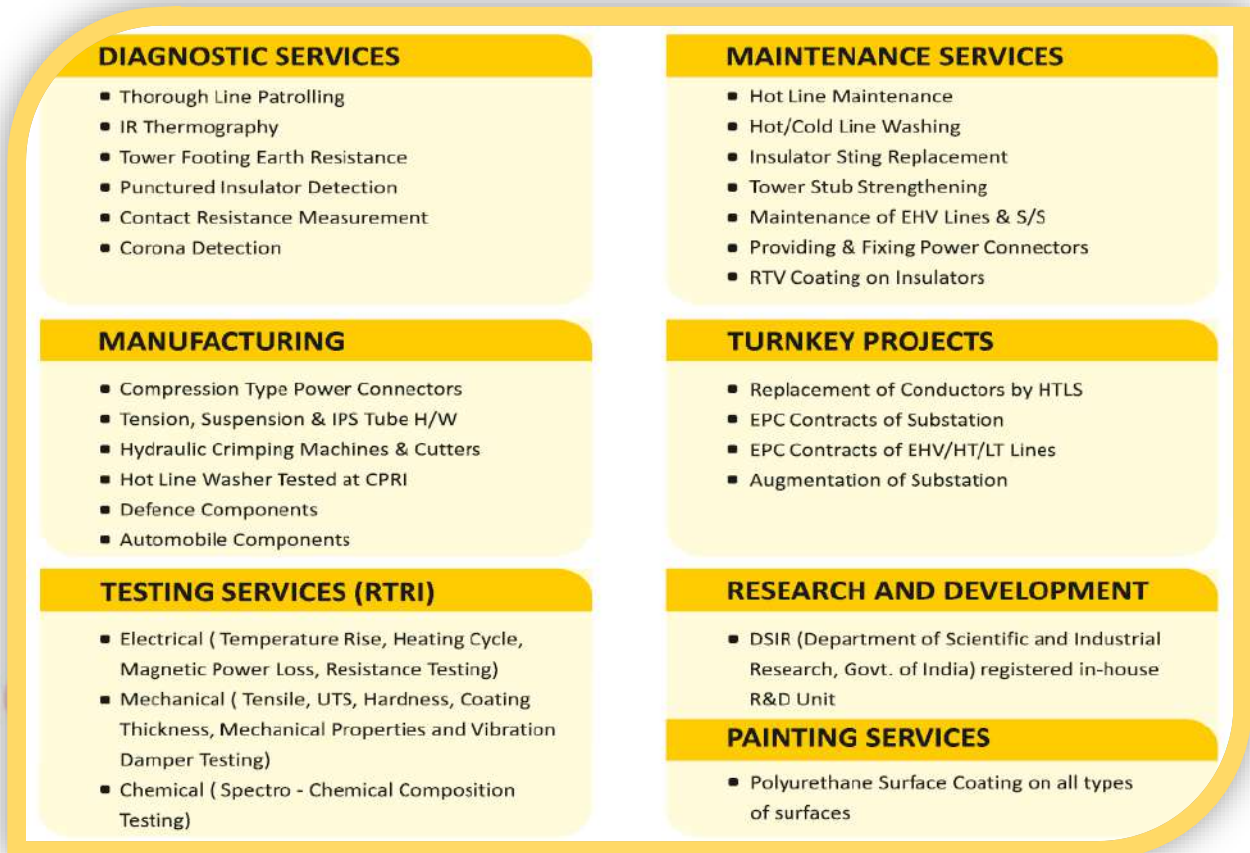 DIAGNOSTIC SERVICES
▪ Thorough Line Patrolling
▪ IR Thermography
▪ Tower Footing Earth Resistance
▪ Punctured Insulator Detection
▪ Contact Resistance Measurement
▪ Corona Detection
MAINTENANCE SERVICES
▪ Hot Line Maintenance
▪ Hot/Cold Line Washing
▪ Insulator Sting Replacement
▪ Tower Stub Strengthening
▪ Maintenance of EHV Lines & S/S
▪ Providing & Fixing Power Connectors
▪ RTV Coating on Insulators
MANUFACTURING
▪ Compression Type Power Connectors
▪ Tension, Suspension & IPS Tube H/W
▪ Hydraulic Crimping Machines & Cutters
▪ Hot Line Washer Tested at CPRI
▪ Defence Components
▪ Automobile Components
TURNKEY PROJECTS
▪ Replacement of Conductors by HTLS
▪ EPC Contracts of Substation
▪ EPC Contracts of EHV/HT/LT Lines
▪ Augmentation of Substation
TESTING SERVICES (RTRI)
▪ Electrical ( Temperature Rise, Heating Cycle,
Magnetic Power Loss, Resistance Testing)
▪ Mechanical ( Tensile, UTS, Hardness, Coating
Thickness, Mechanical Properties and Vibration
Damper Testing)
▪ Chemical ( Spectro - Chemical Composition
Testing)
RESEARCH AND DEVELOPMENT
▪ DSIR (Department of Scientific and Industrial
Research, Govt. of India) registered in-house
R&D Unit
PAINTING SERVICES
▪ Polyurethane Surface Coating on all types
of surfaces